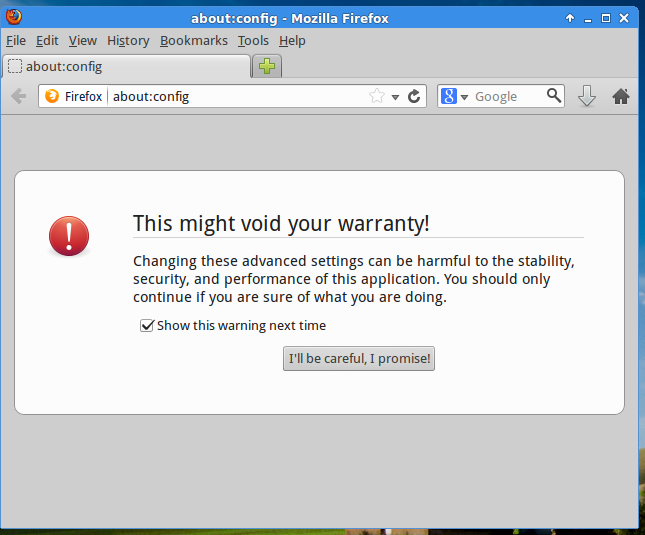 about:config - Mozilla Firefox
File Edit View History Bookmarks Tools Help
about:config
Firefox about:config 8 Google
This might void your warranty!
Changing these advanced settings can be harmful to the stability,
security, and performance of this application. You should only
continue if you are sure of what you are doing.
Show this warning next time
I'll be careful, I promise!